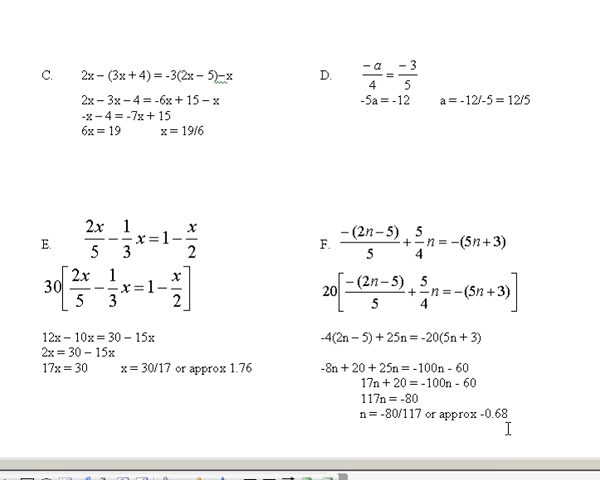 C. 2x – (3x + 4) = -3(2x – 5) – x
2x – 3x – 4 = -6x + 15 – x
-x – 4 = -7x + 15
6x = 19 x = 19/6
D. -a/4 = -3/5
-5a = -12 a = -12/-5 = 12/5
E. 2x/5 - 1/3 x = 1 - x/2
30[2x/5 - 1/3 x = 1 - x/2]
12x – 10x = 30 – 15x
2x = 30 – 15x
17x = 30 x = 30/17 or approx 1.76
F. -(2n-5)/5 + 5/4 n = -(5n+3)
20[-(2n-5)/5 + 5/4 n = -(5n+3)]
-4(2n – 5) + 25n = -20(5n + 3)
-8n + 20 + 25n = -100n - 60
17n + 20 = -100n - 60
117n = -80
n = -80/117 or approx -0.68